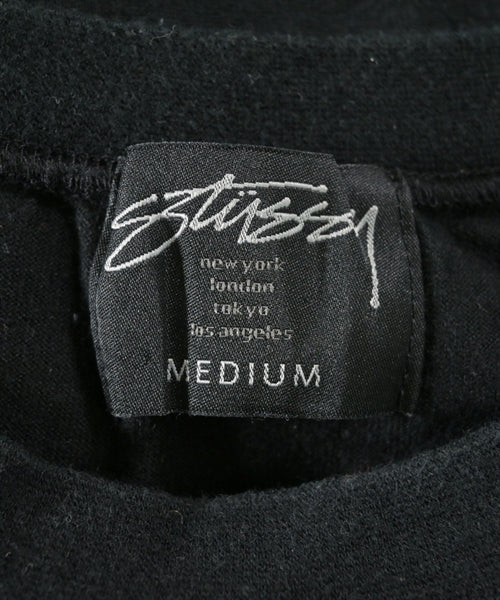 stüssy
new york
london
tokyo
los angeles
MEDIUM